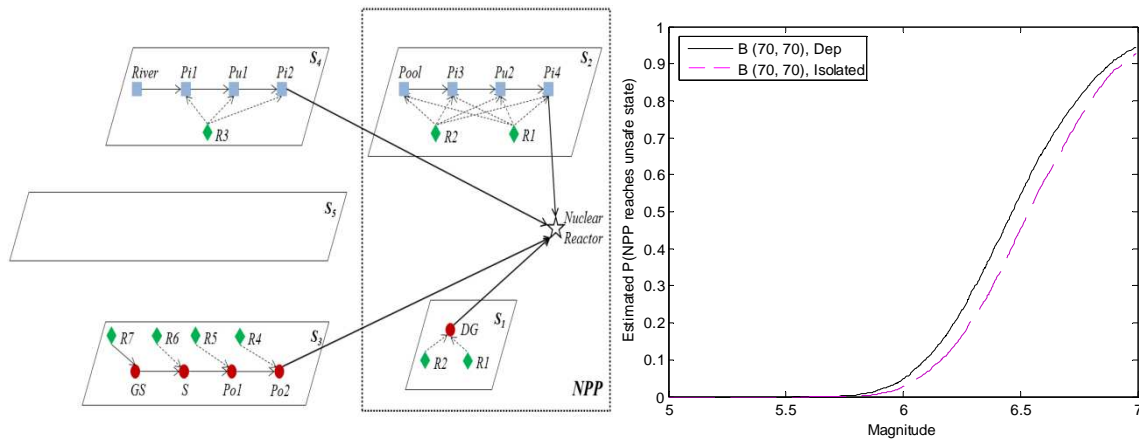 S4
River Pi1 Pu1 Pi2
R3
S2
Pool Pi3 Pu2 Pi4
R2 R1
S5
Nuclear
Reactor
S3
R7 R6 R5 R4
GS S Po1 Po2
S1
DG
R2 R1
NPP
B (70, 70), Dep
B (70, 70), Isolated
Estimated P(NPP reaches unsafe state)
1
0.9
0.8
0.7
0.6
0.5
0.4
0.3
0.2
0.1
0
5 5.5 6 6.5 7
Magnitude